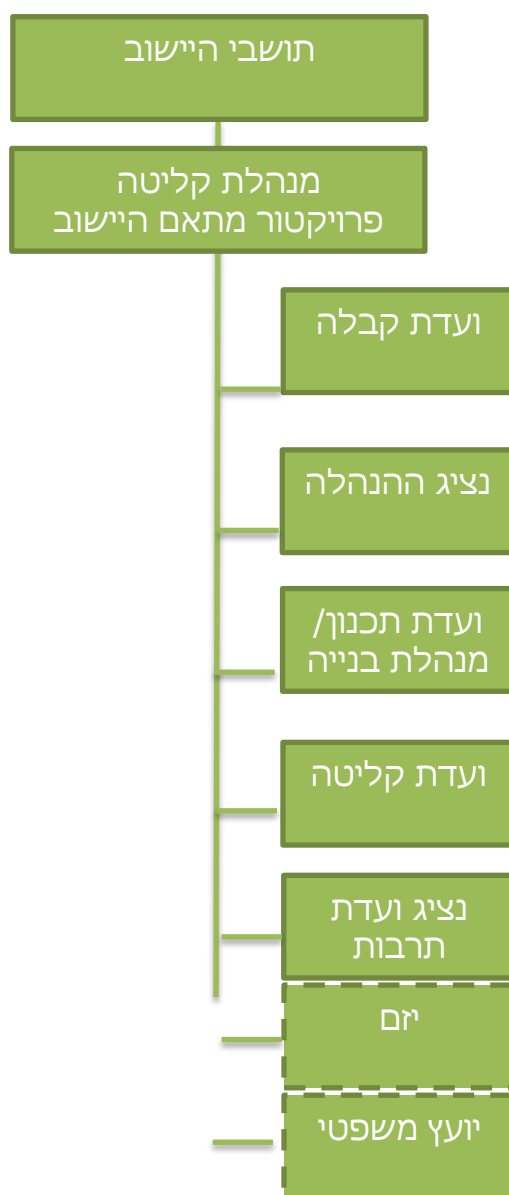 תושבי היישוב
מנהלת קליטה
פרויקטור מתאם היישוב
ועדת קבלה
נציג ההנהלה
ועדת תכנון/
מנהלת בנייה
ועדת קליטה
נציג ועדת
תרבות
יזם
יועץ משפטי